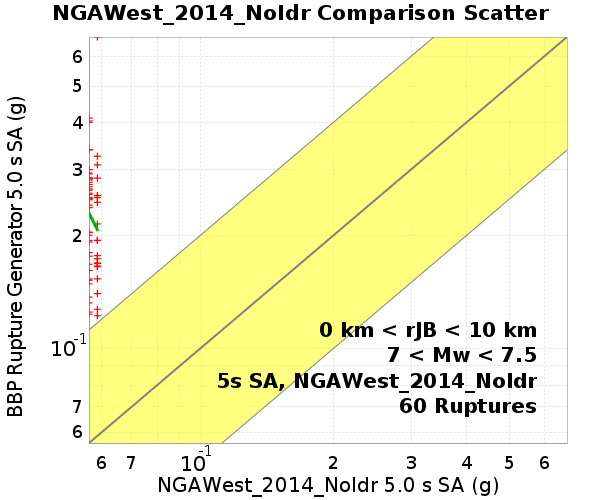 NGAWest_2014_NoIdr Comparison Scatter
BBP Rupture Generator 5.0 s SA (g)
6
5
4
3
2
10-1
7
6
0 km < rJB < 10 km
7 < Mw < 7.5
5s SA, NGAWest_2014_NoIdr
60 Ruptures
6 7 10-1 2 3 4 5 6
NGAWest_2014_NoIdr 5.0 s SA (g)